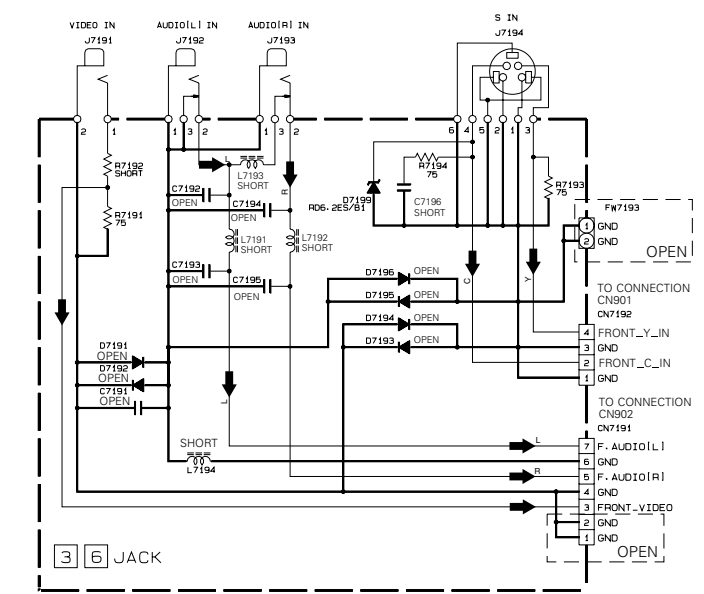 VIDEO IN
J7191
AUDIO[L] IN
J7192
AUDIO[R] IN
J7193
S IN
J7194
2
1
1
3
2
1
3
2
6
4
5
2
1
3
R7192
SHORT
R7191
75
L
L7193
SHORT
R
C7192
OPEN
C7194
OPEN
L7191
SHORT
L7192
SHORT
C7193
OPEN
C7195
OPEN
D7199
RD6.2ES/B1
R7194
75
C7196
SHORT
R7193
75
FW7193
1 GND
2 GND
OPEN
C
Y
D7196 OPEN
D7195 OPEN
D7194 OPEN
D7193 OPEN
TO CONNECTION
CN901
CN7192
4 FRONT_Y_IN
3 GND
2 FRONT_C_IN
1 GND
D7191
OPEN
D7192
OPEN
C7191
OPEN
L
TO CONNECTION
CN902
CN7191
SHORT
L7194
L
7 F.AUDIO[L]
6 GND
R
5 F.AUDIO[R]
4 GND
3 FRONT_VIDEO
2 GND
1 GND
OPEN
3 6 JACK